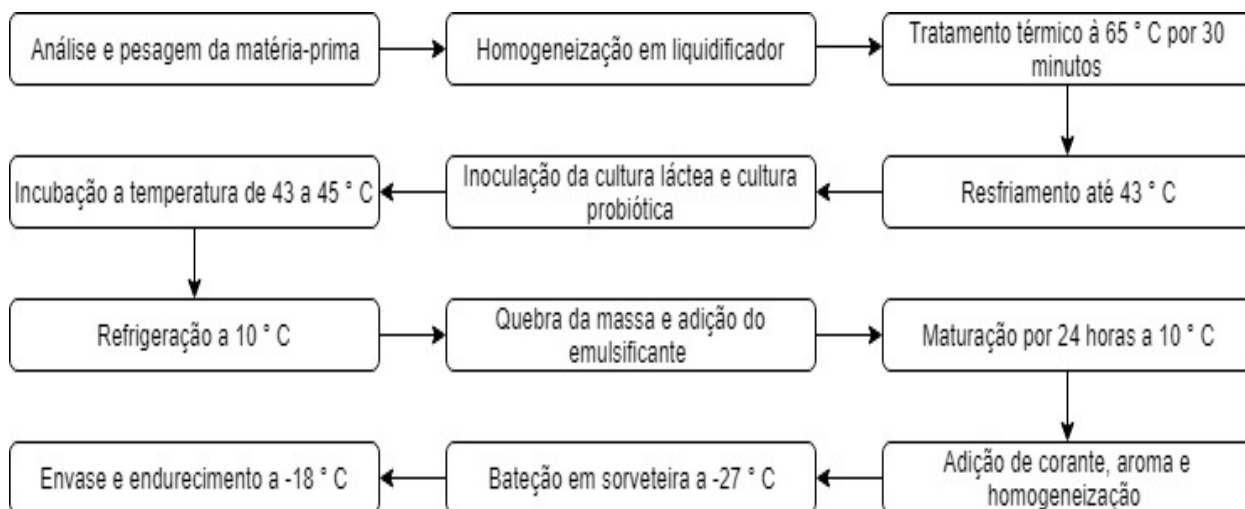 Análise e pesagem da matéria-prima
Homogeneização em liquidificador
Tratamento térmico à 65 ° C por 30
minutos
Resfriamento até 43 ° C
Inoculação da cultura láctea e cultura
probiótica
Incubação a temperatura de 43 a 45 ° C
Refrigeração a 10 ° C
Quebra da massa e adição do
emulsificante
Maturação por 24 horas a 10 ° C
Adição de corante, aroma e
homogeneização
Bateção em sorveteira a -27 ° C
Envase e endurecimento a -18 ° C